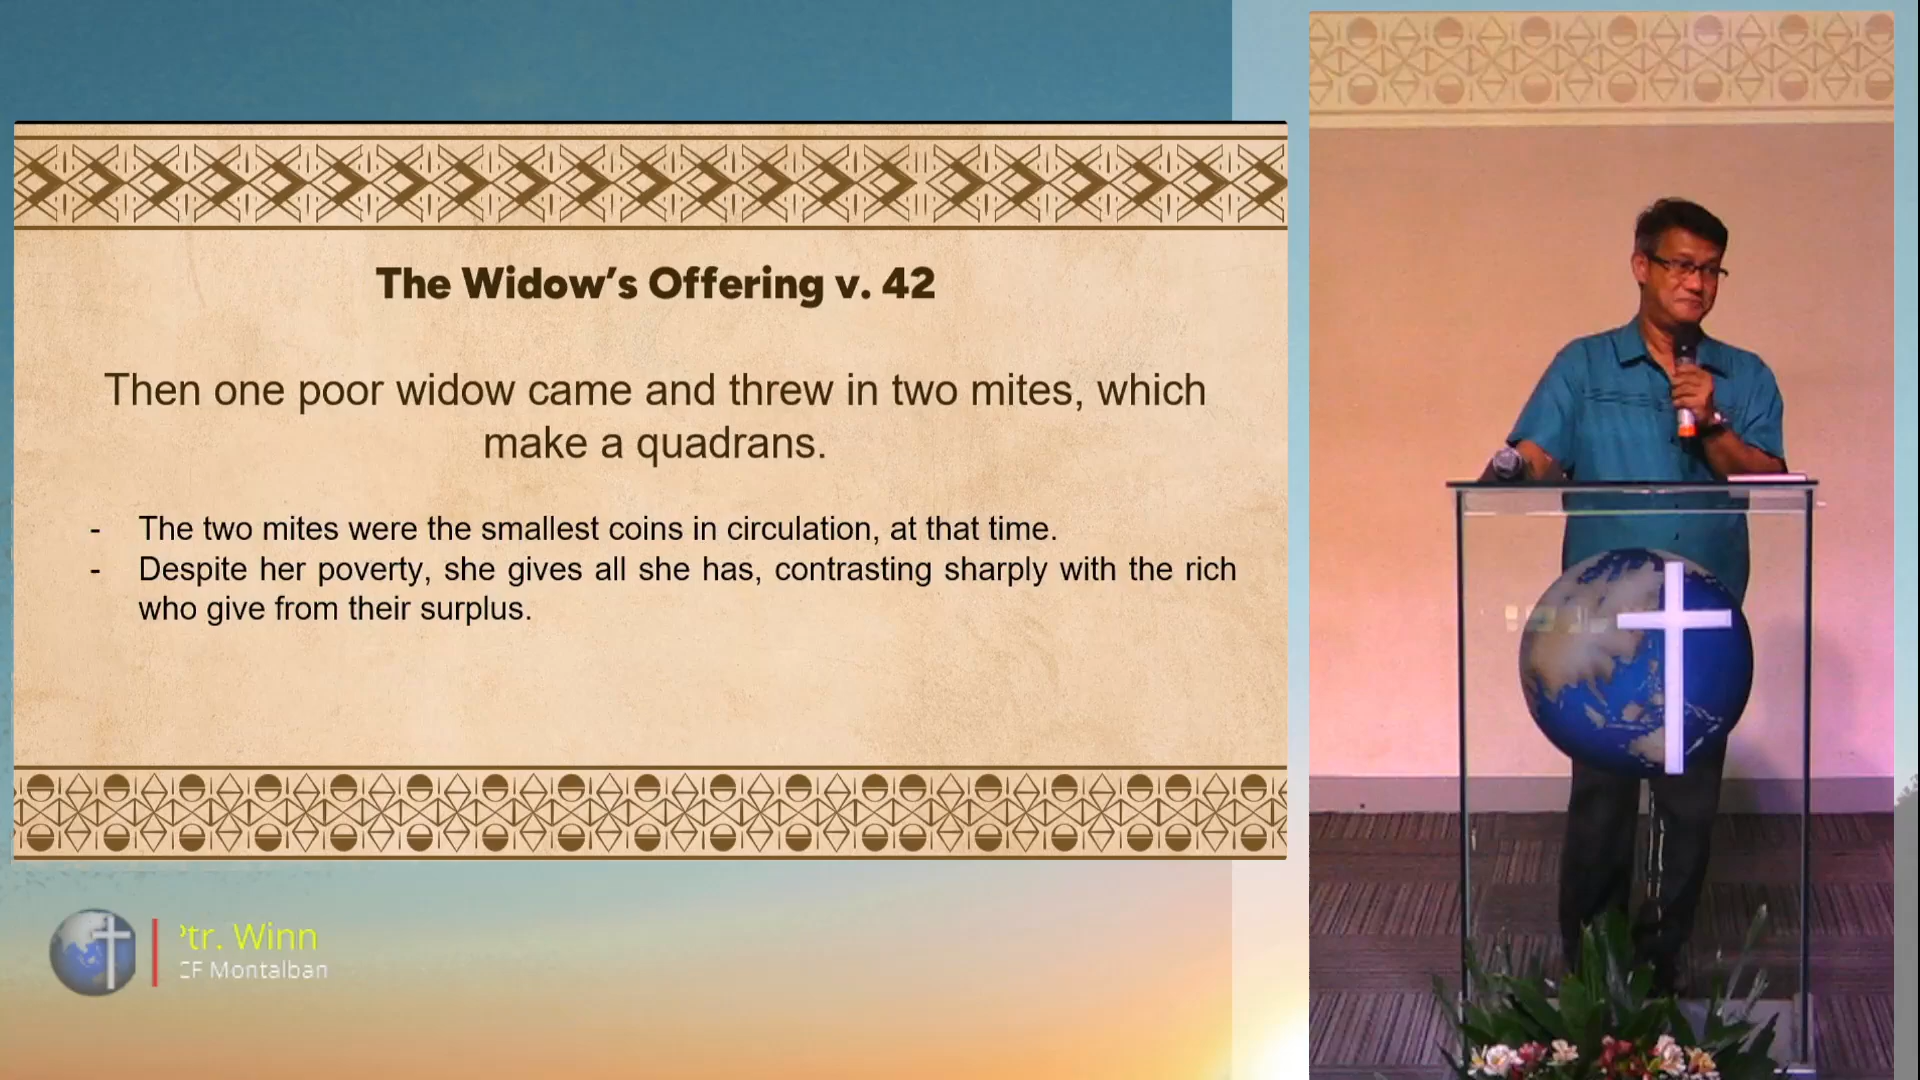 The Widow’s Offering v. 42
Then one poor widow came and threw in two mites, which
make a quadrans.
- The two mites were the smallest coins in circulation, at that time.
- Despite her poverty, she gives all she has, contrasting sharply with the rich
who give from their surplus.
tr. Winn
CF Montalban